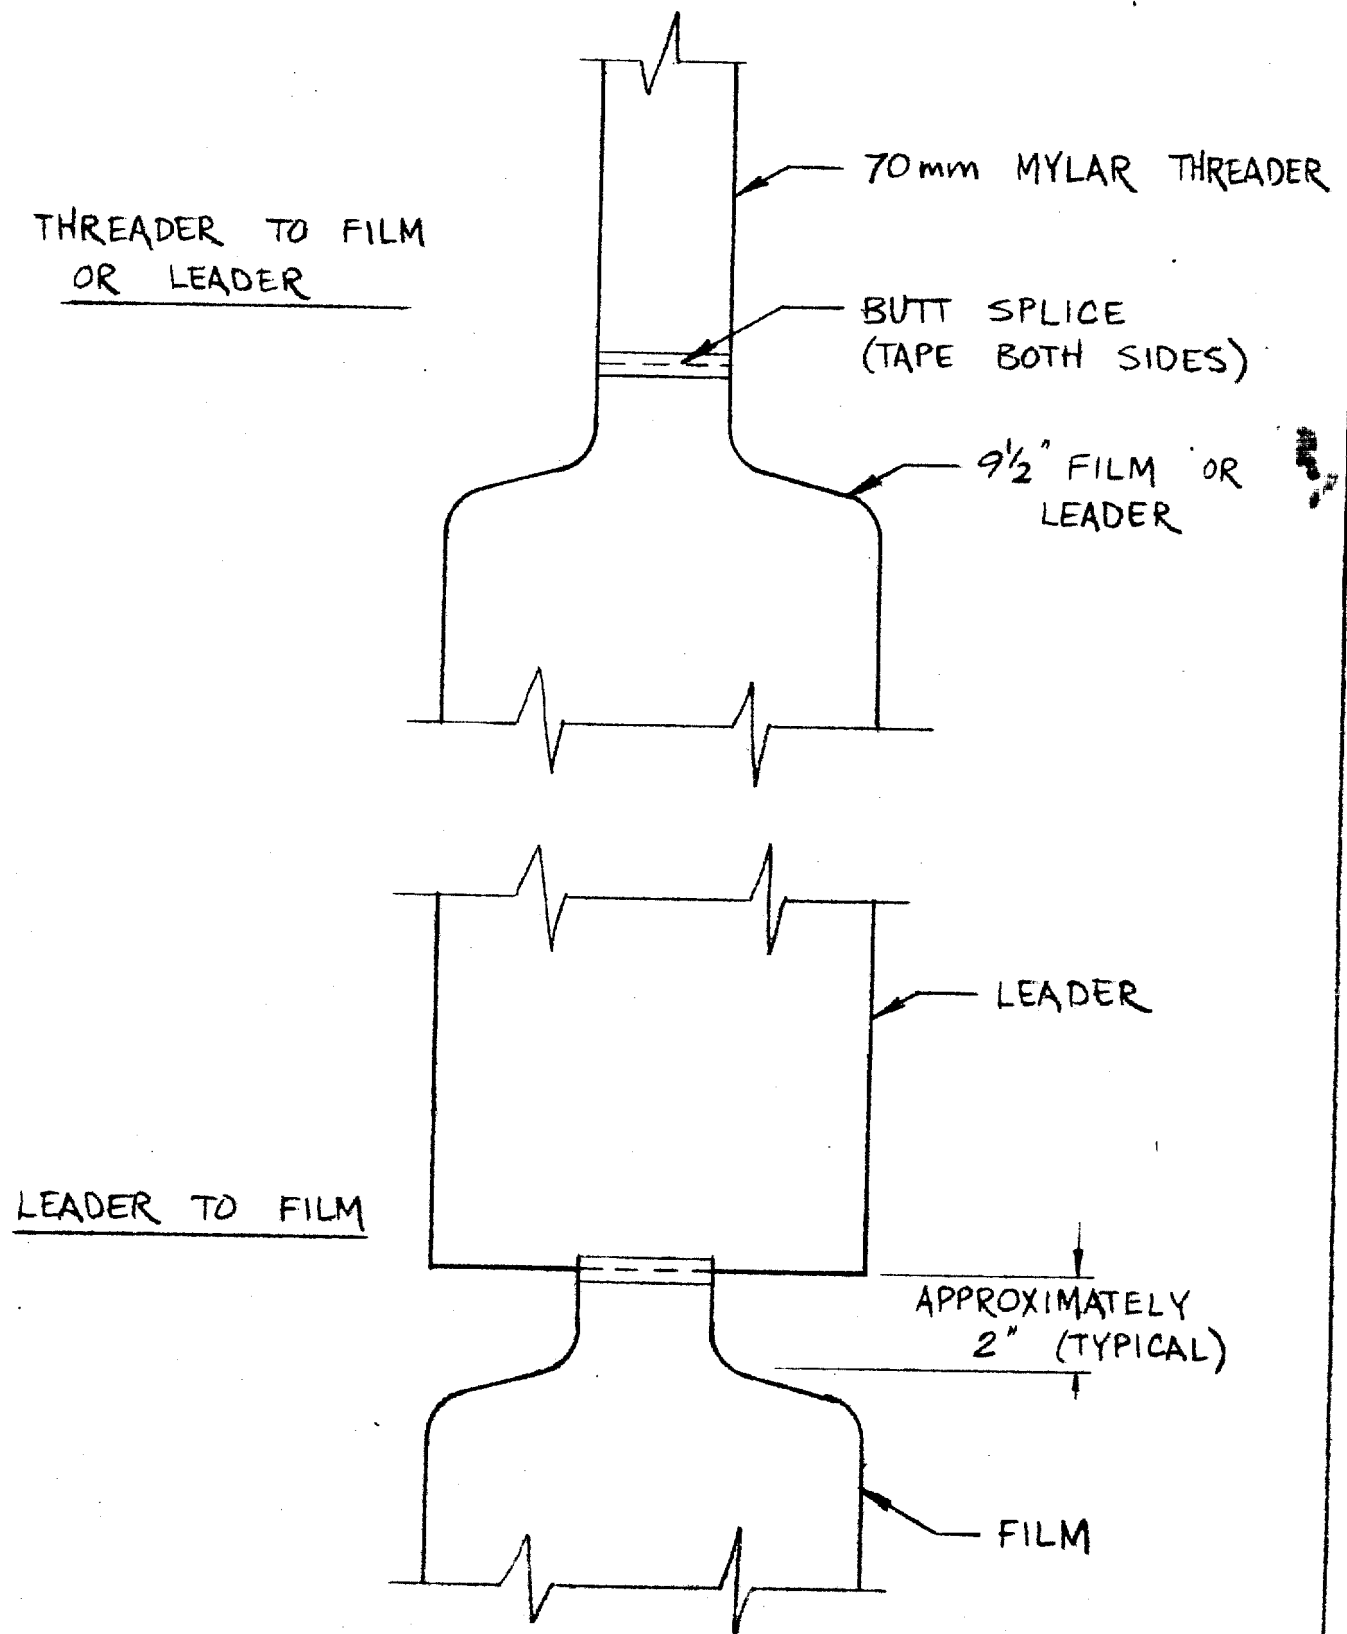 70mm MYLAR THREADER
THREADER TO FILM
OR LEADER
BUTT SPLICE
(TAPE BOTH SIDES)
9½" FILM OR
LEADER
LEADER
LEADER TO FILM
APPROXIMATELY
2" (TYPICAL)
FILM